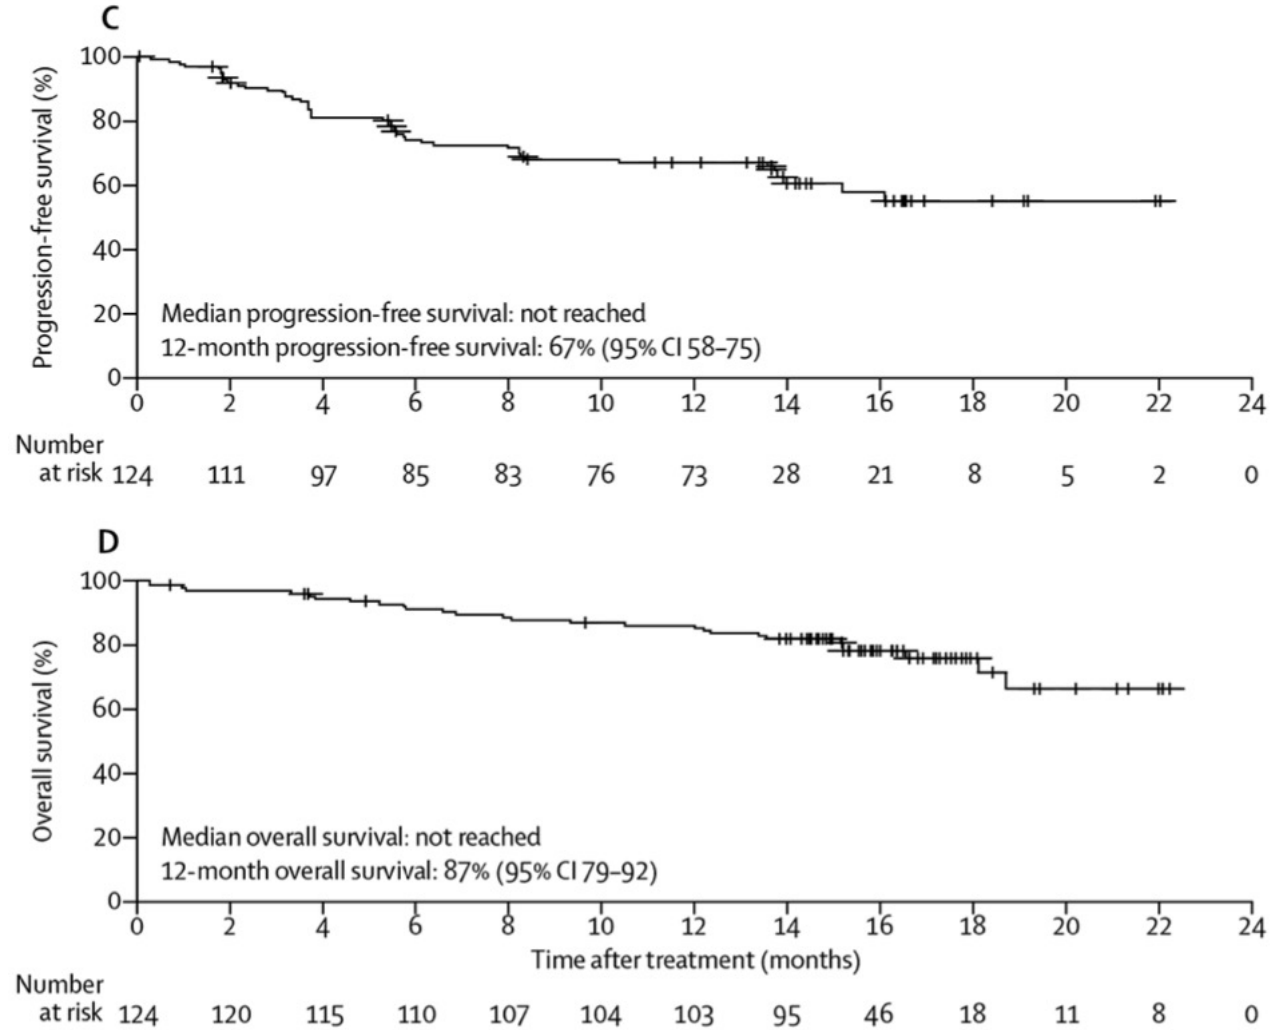 C
Progression-free survival (%)
100
80
60
40
20
0
Median progression-free survival: not reached
12-month progression-free survival: 67% (95% CI 58–75)
0 2 4 6 8 10 12 14 16 18 20 22 24
Number
at risk 124 111 97 85 83 76 73 28 21 8 5 2 0
D
Overall survival (%)
100
80
60
40
20
0
Median overall survival: not reached
12-month overall survival: 87% (95% CI 79–92)
0 2 4 6 8 10 12 14 16 18 20 22 24
Time after treatment (months)
Number
at risk 124 120 115 110 107 104 103 95 46 18 11 8 0